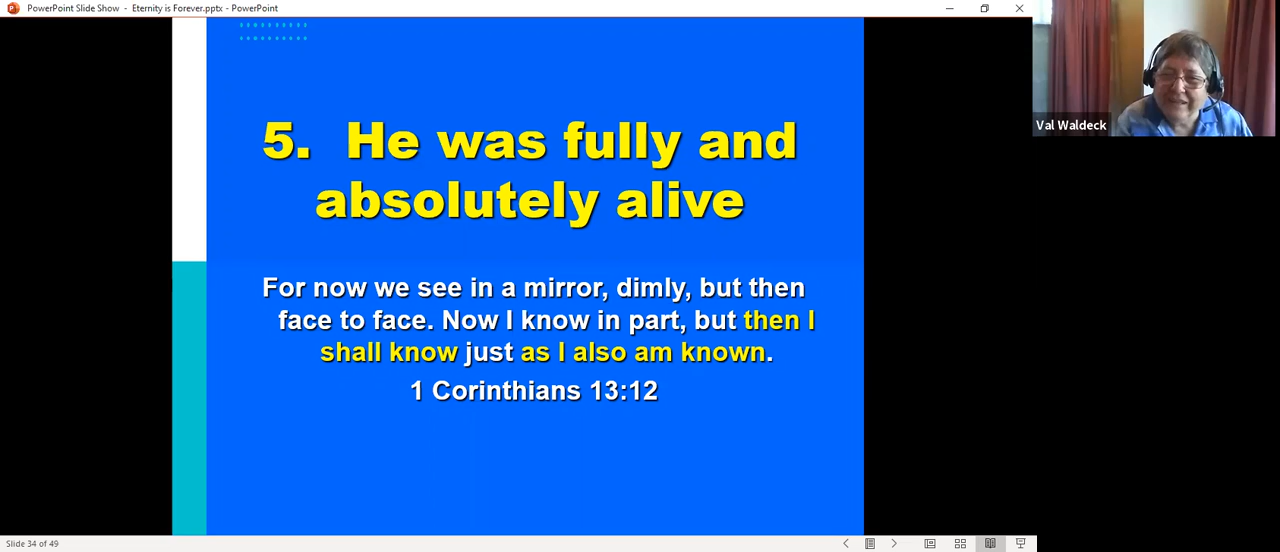 PowerPoint Slide Show - Eternity is Forever.pptx - PowerPoint
5. He was fully and
absolutely alive
For now we see in a mirror, dimly, but then
face to face. Now I know in part, but then I
shall know just as I also am known.
1 Corinthians 13:12
Val Waldeck
Slide 34 of 49